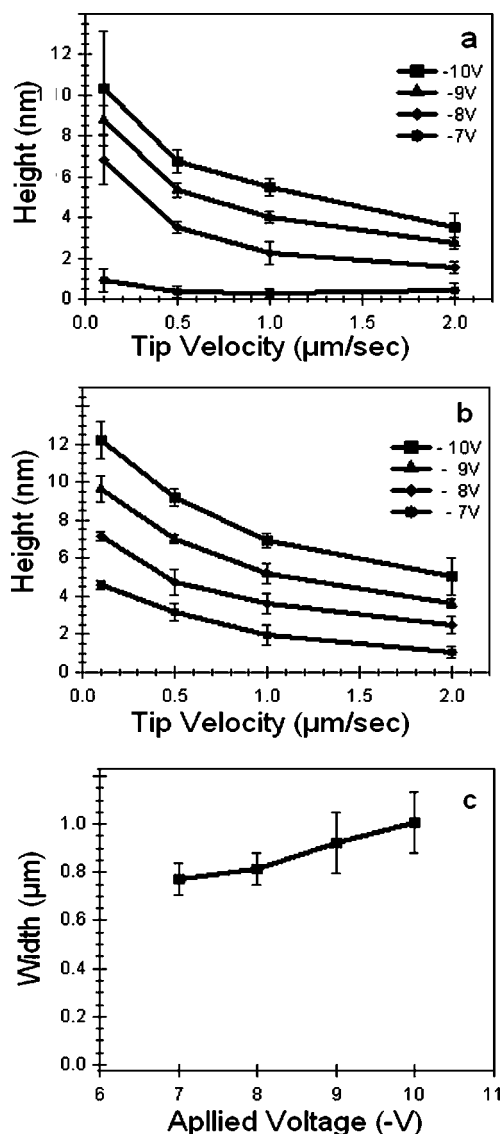 a
12
10
8
6
4
2
0
Height (nm)
-10V
-9V
-8V
-7V
0.0 0.5 1.0 1.5 2.0
Tip Velocity (µm/sec)
b
12
10
8
6
4
2
0
Height (nm)
- 10V
- 9V
- 8V
- 7V
0.0 0.5 1.0 1.5 2.0
Tip Velocity (µm/sec)
c
1.0
0.8
0.6
0.4
0.2
0.0
Width (µm)
6 7 8 9 10 11
Apllied Voltage (-V)